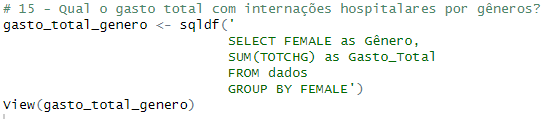 # 15 - Qual o gasto total com internações hospitalares por gêneros?
gasto_total_genero <- sqldf('
SELECT FEMALE as Gênero,
SUM(TOTCHG) as Gasto_Total
FROM dados
GROUP BY FEMALE')
View(gasto_total_genero)